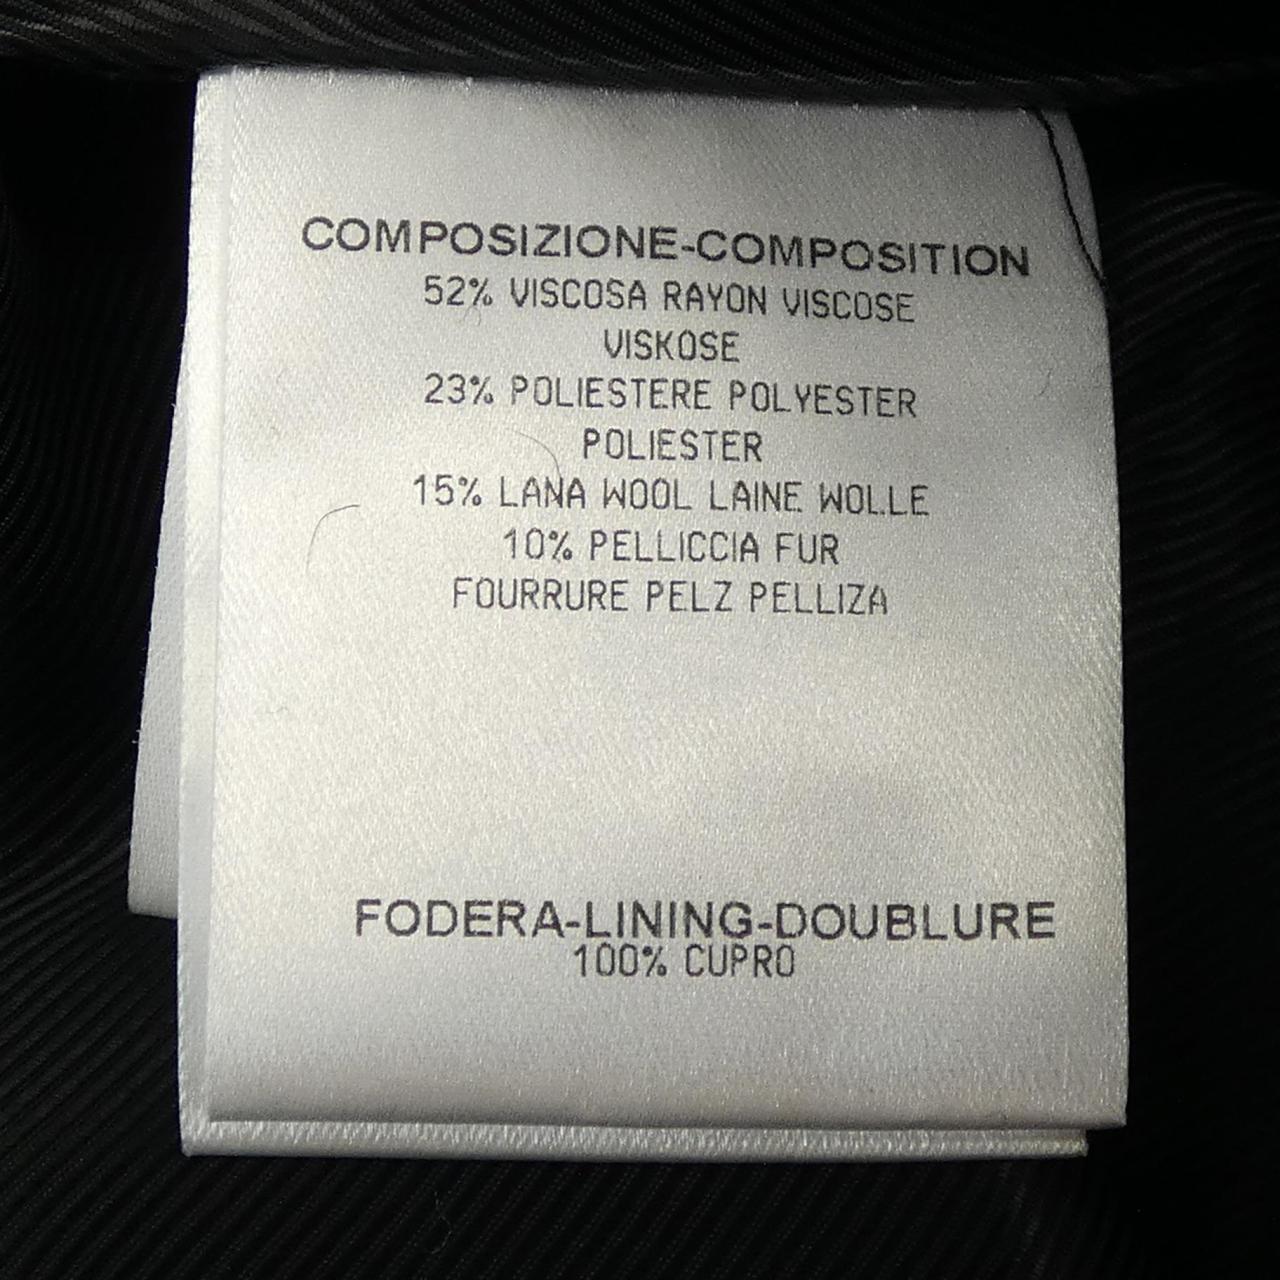 COMPOSIZIONE-COMPOSITION
52% VISCOSA RAYON VISCOSE
VISKOSE
23% POLIESTERE POLYESTER
POLIESTER
15% LANA WOOL LAINE WOLLE
10% PELLICCIA FUR
FOURRURE PELZ PELLIZA
FODERA-LINING-DOUBLURE
100% CUPRO